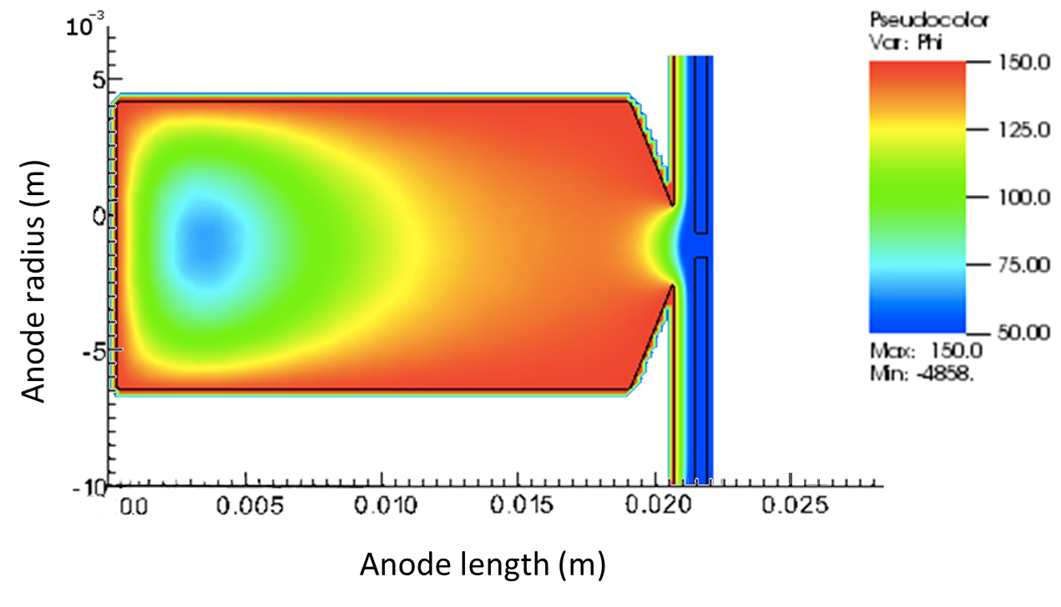 10⁻³
Pseudocolor
Var: Phi
150.0
5
125.0
0
100.0
Anode radius (m)
75.00
-5
50.00
Max: 150.0
Min: -4858.
-10
0.0 0.005 0.010 0.015 0.020 0.025
Anode length (m)